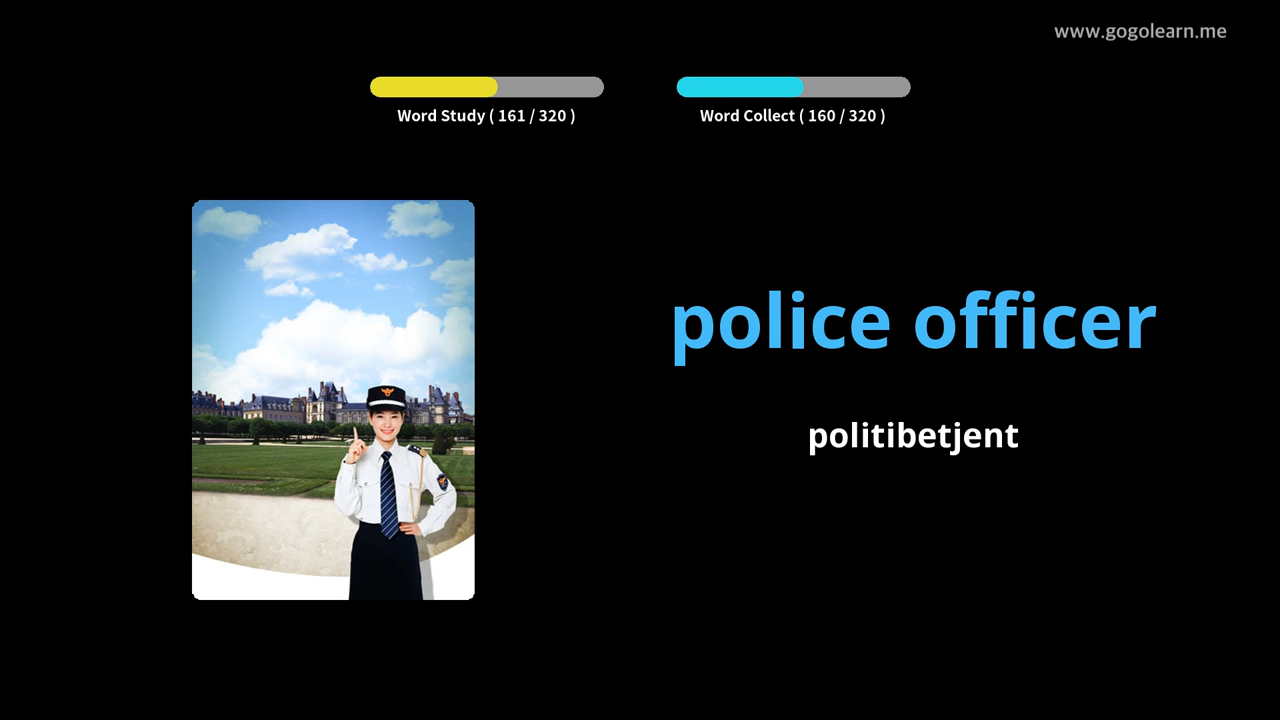 www.gogolearn.me
Word Study ( 161 / 320 )
Word Collect ( 160 / 320 )
police officer
politibetjent